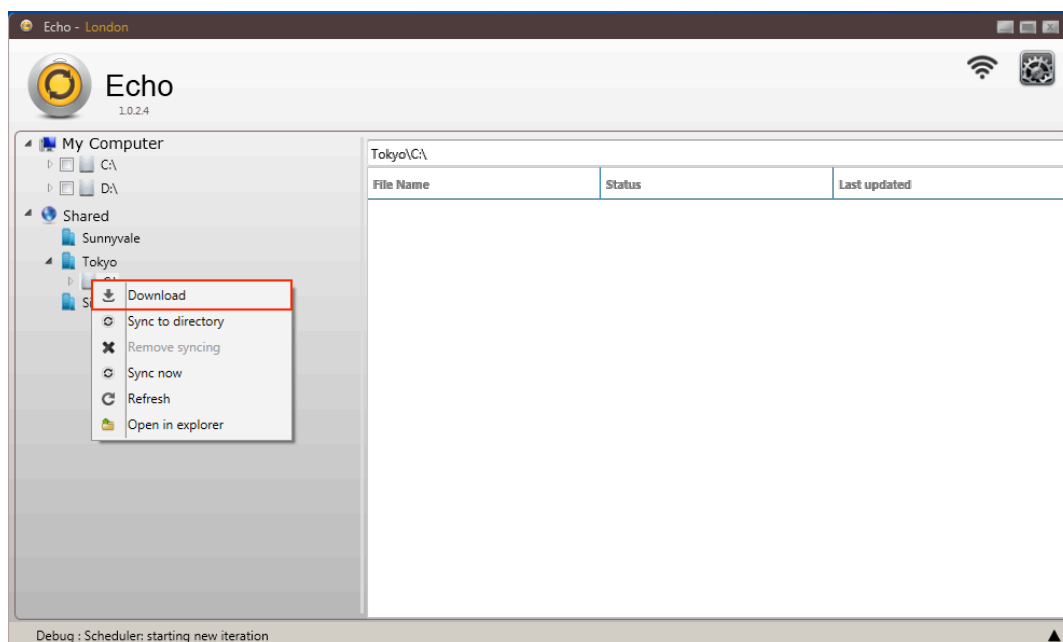 Echo - London
Echo
1.0.2.4
My Computer
C:\
D:\
Shared
Sunnyvale
Tokyo
Download
Sync to directory
Remove syncing
Sync now
Refresh
Open in explorer
Tokyo\C:\
File Name Status Last updated
Debug : Scheduler: starting new iteration